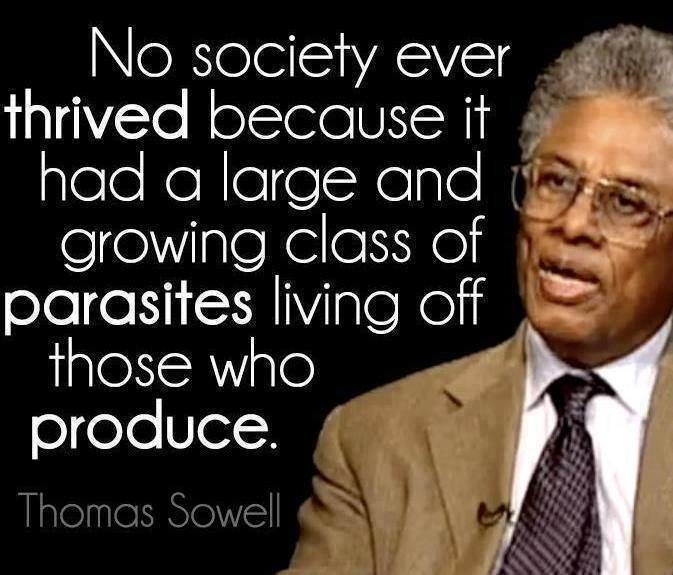 No society ever
thrived because it
had a large and
growing class of
parasites living off
those who
produce.
Thomas Sowell